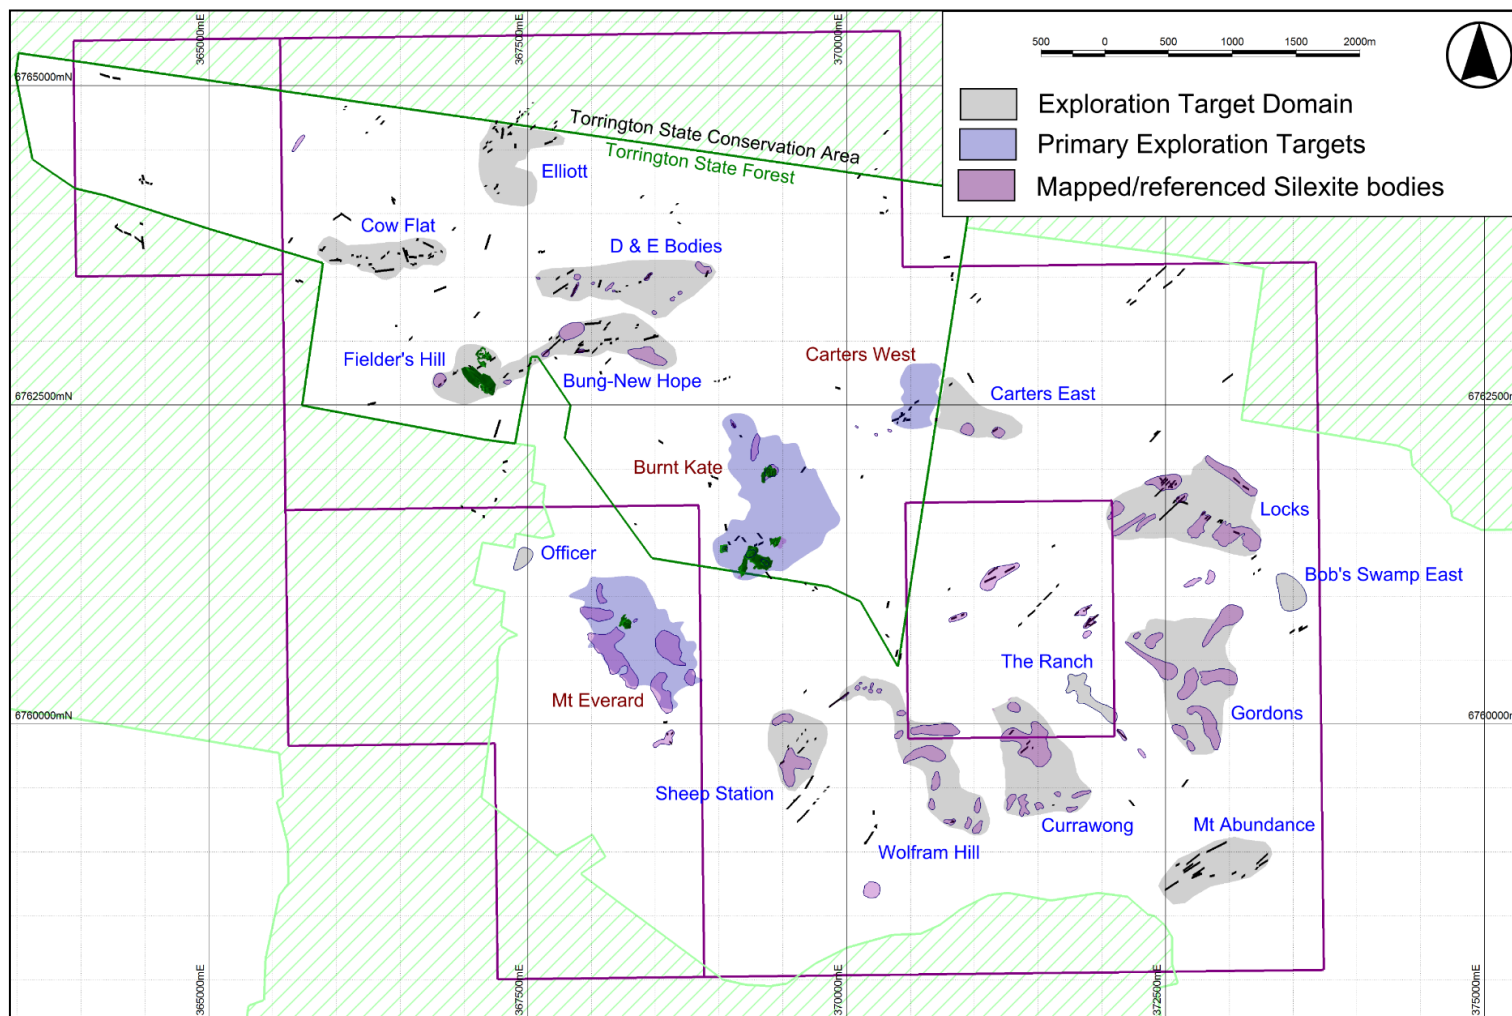 365000mE
367500mE
370000mE
500 0 500 1000 1500 2000m
Exploration Target Domain
Primary Exploration Targets
Mapped/referenced Silexite bodies
6765000mN
Torrington State Conservation Area
Torrington State Forest
Elliott
Cow Flat
D & E Bodies
Fielder's Hill
Bung-New Hope
Carters West
Carters East
6762500mN
6762500mN
Burnt Kate
Locks
Officer
Bob's Swamp East
The Ranch
Mt Everard
Gordons
6760000mN
6760000mN
Sheep Station
Currawong
Mt Abundance
Wolfram Hill
365000mE
367500mE
370000mE
372500mE
375000mE